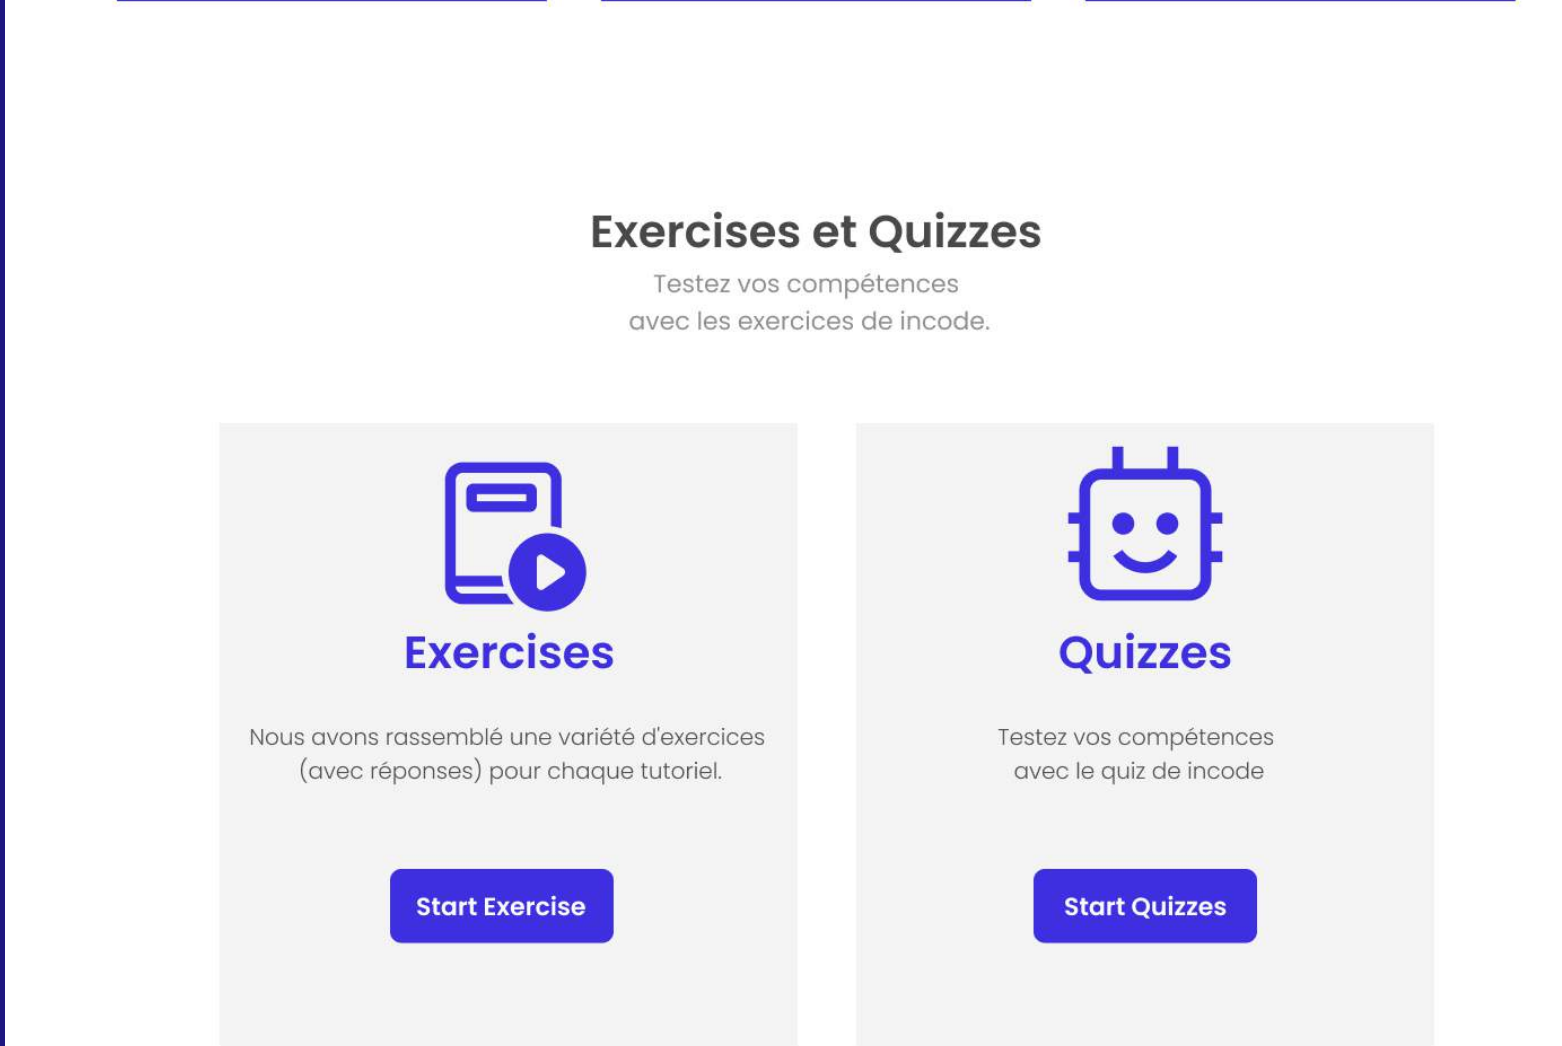 Exercises et Quizzes
Testez vos compétences
avec les exercices de incode.
Exercises
Nous avons rassemblé une variété d'exercices
(avec réponses) pour chaque tutoriel.
Start Exercise
Quizzes
Testez vos compétences
avec le quiz de incode
Start Quizzes